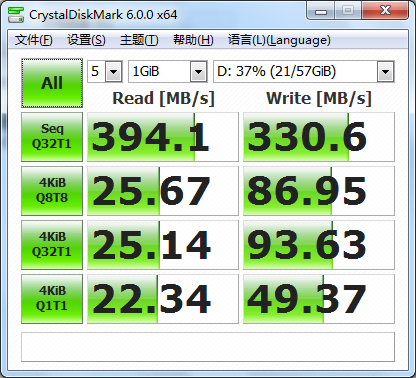 CrystalDiskMark 6.0.0 x64
文件(F) 设置(S) 主题(T) 帮助(H) 语言(L)(Language)
All 5 1GiB D: 37% (21/57GiB)
Read [MB/s] Write [MB/s]
Seq Q32T1 394.1 330.6
4KiB Q8T8 25.67 86.95
4KiB Q32T1 25.14 93.63
4KiB Q1T1 22.34 49.37